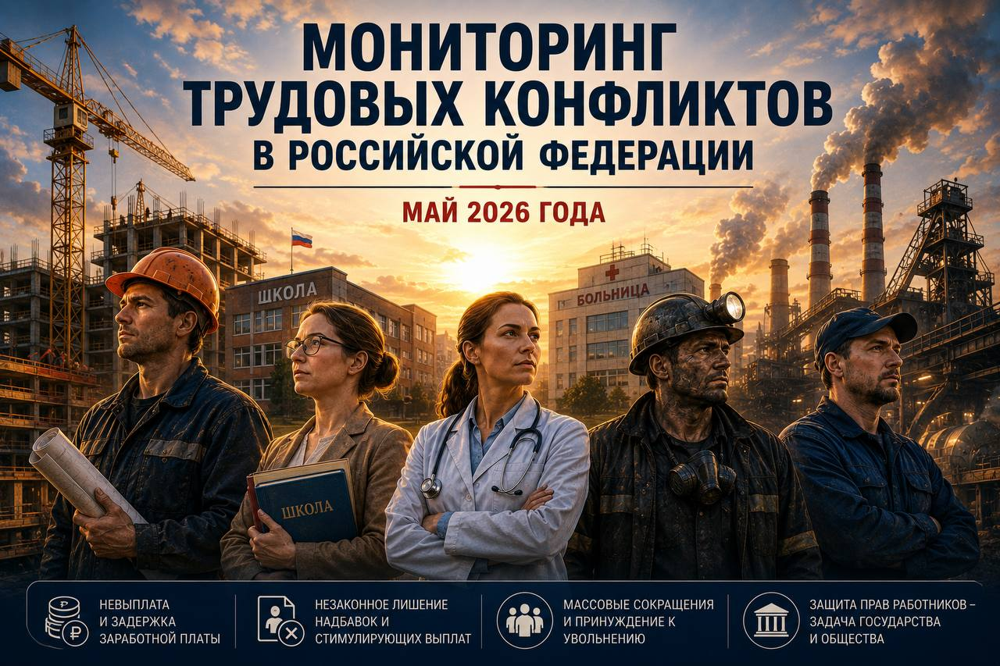 МОНИТОРИНГ
ТРУДОВЫХ КОНФЛИКТОВ
В РОССИЙСКОЙ ФЕДЕРАЦИИ
МАЙ 2026 ГОДА
ШКОЛА
БОЛЬНИЦА
ШКОЛА
НЕВЫПЛАТА
И ЗАДЕРЖКА
ЗАРАБОТНОЙ ПЛАТЫ
НЕЗАКОННОЕ ЛИШЕНИЕ
НАДБАВОК И
СТИМУЛИРУЮЩИХ ВЫПЛАТ
МАССОВЫЕ СОКРАЩЕНИЯ
И ПРИНУЖДЕНИЕ К
УВОЛЬНЕНИЮ
ЗАЩИТА ПРАВ РАБОТНИКОВ –
ЗАДАЧА ГОСУДАРСТВА
И ОБЩЕСТВА